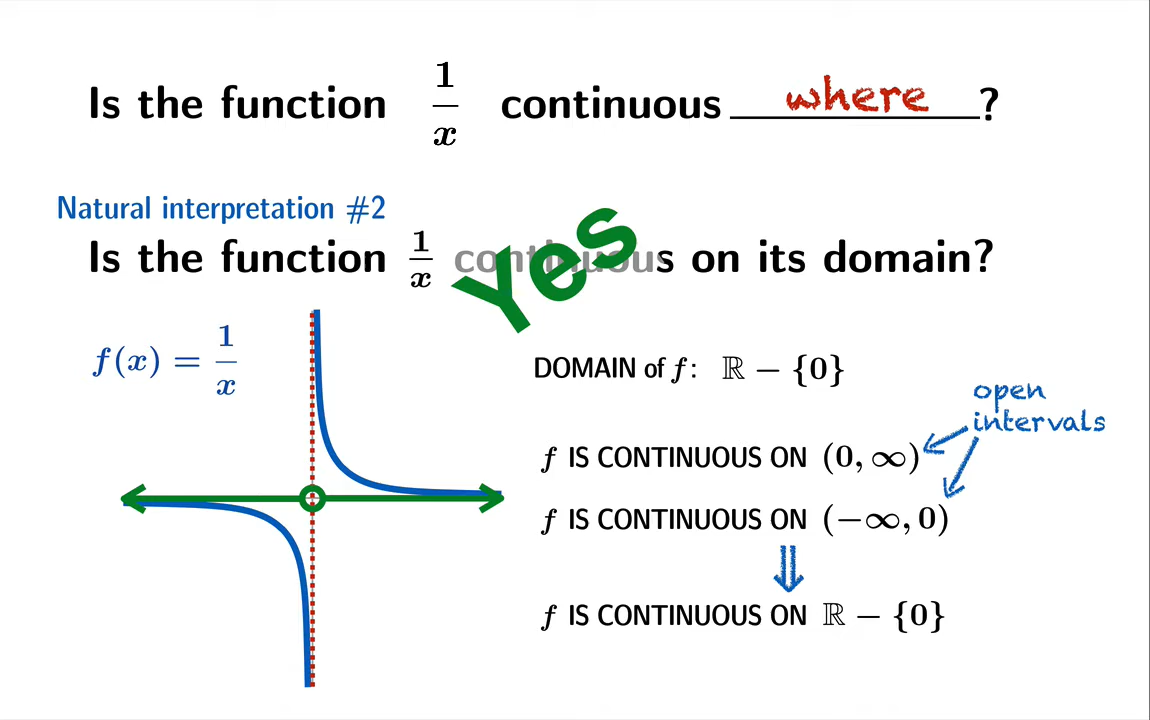 Is the function 1/x continuous where ?
Natural interpretation #2
Is the function 1/x continuous on its domain?
Yes
f(x) = 1/x
DOMAIN of f: ℝ − {0}
open
intervals
f IS CONTINUOUS ON (0, ∞)
f IS CONTINUOUS ON (−∞, 0)
⇓
f IS CONTINUOUS ON ℝ − {0}